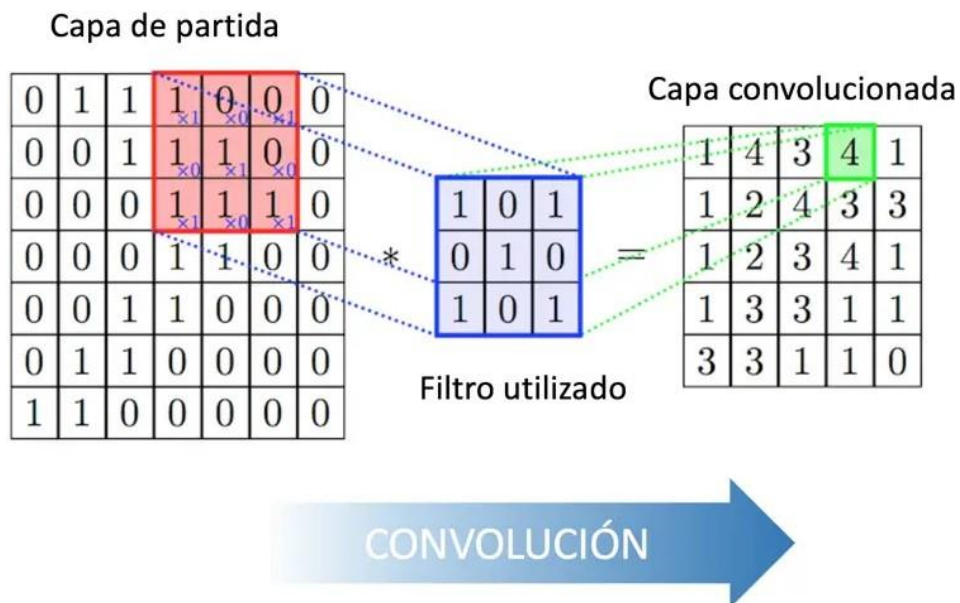 Capa de partida
0 1 1 1 0 0 0
×1 ×0 ×1
0 0 1 1 1 0 0
×0 ×1 ×0
0 0 0 1 1 1 0
×1 ×0 ×1
0 0 0 1 1 0 0
0 0 1 1 0 0 0
0 1 1 0 0 0 0
1 1 0 0 0 0 0
*
1 0 1
0 1 0
1 0 1
Filtro utilizado
=
Capa convolucionada
1 4 3 4 1
1 2 4 3 3
1 2 3 4 1
1 3 3 1 1
3 3 1 1 0
CONVOLUCIÓN